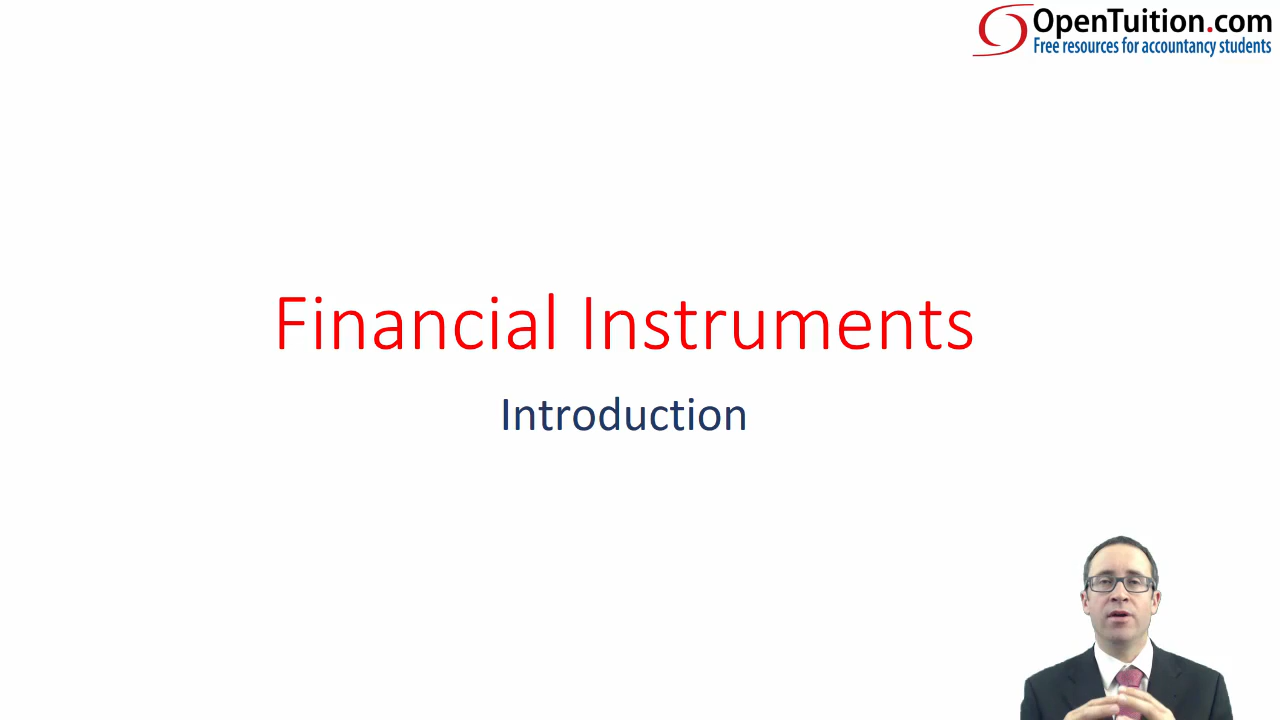 OpenTuition.com
Free resources for accountancy students
Financial Instruments
Introduction